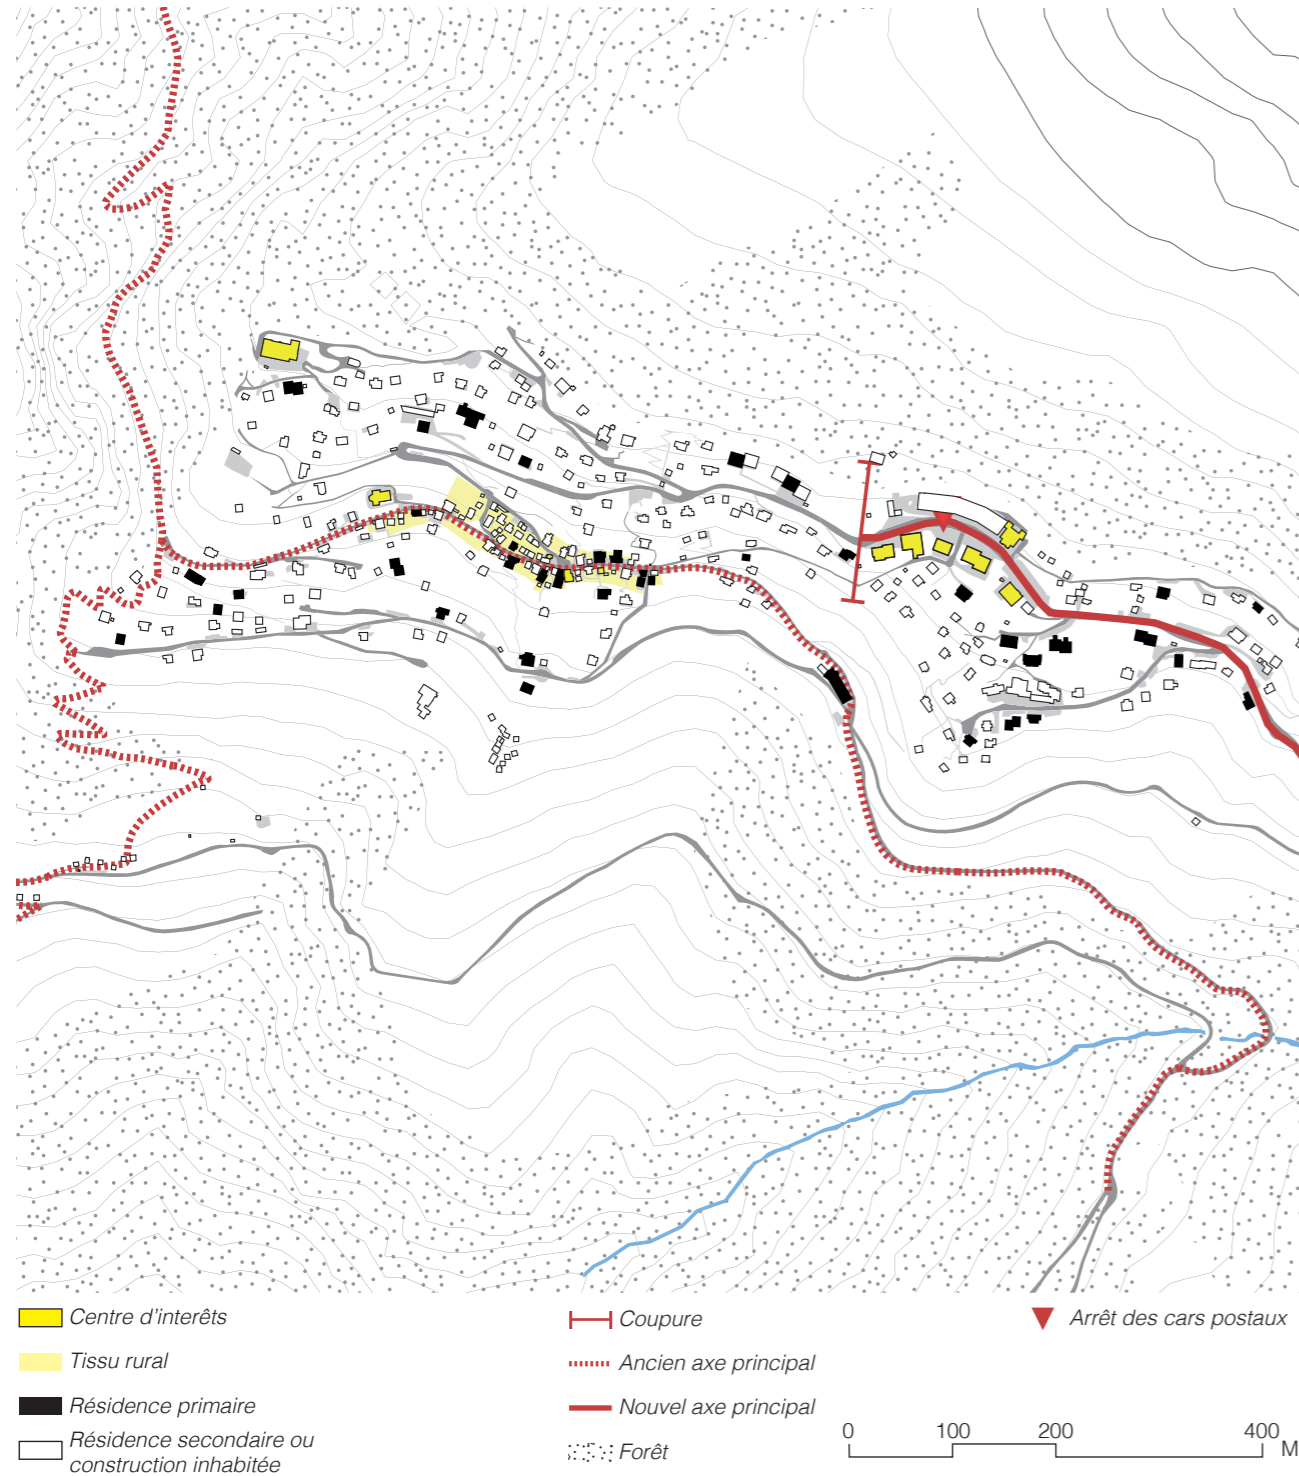 Centre d'interêts
Tissu rural
Résidence primaire
Résidence secondaire ou
construction inhabitée
Coupure
Ancien axe principal
Nouvel axe principal
Forêt
Arrêt des cars postaux
0 100 200 400
M